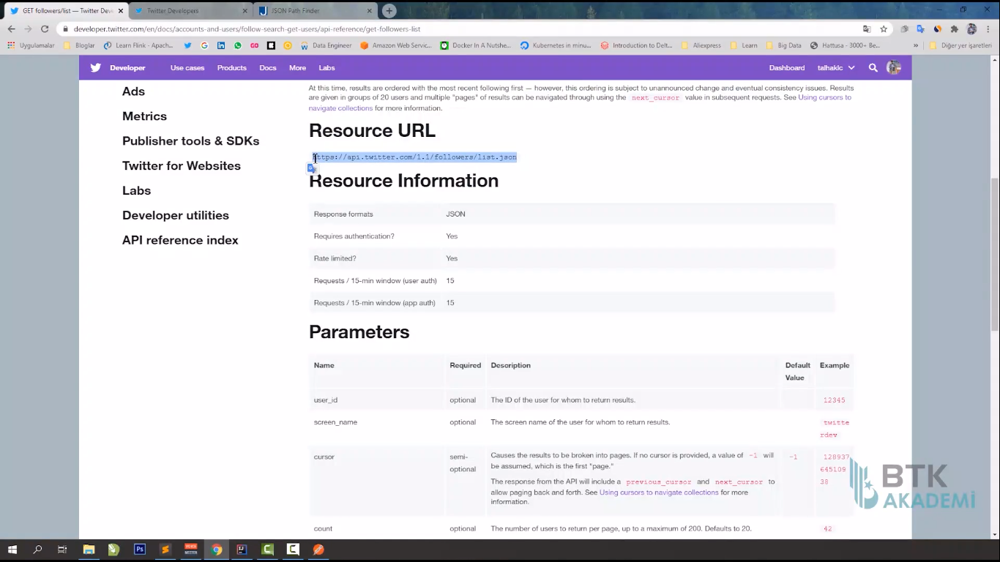 GET followers/list — Twitter Dev
Twitter Developers
JSON Path Finder
developer.twitter.com/en/docs/accounts-and-users/follow-search-get-users/api-reference/get-followers-list
Uygulamalar
Bloglar
Learn Flink - Apach...
Data Engineer
Amazon Web Servic...
Docker In A Nutshe...
Kubernetes in minu...
Introduction to Delt...
Aliexpress
Learn
Big Data
Hattusa - 3000+ Be...
»
Diğer yer işaretleri
Developer
Use cases
Products
Docs
More
Labs
Dashboard
talhaklc
Ads
Metrics
Publisher tools & SDKs
Twitter for Websites
Labs
Developer utilities
API reference index
At this time, results are ordered with the most recent following first — however, this ordering is subject to unannounced change and eventual consistency issues. Results
are given in groups of 20 users and multiple "pages" of results can be navigated through using the next_cursor value in subsequent requests. See Using cursors to
navigate collections for more information.
Resource URL
https://api.twitter.com/1.1/followers/list.json
Resource Information
Response formats JSON
Requires authentication? Yes
Rate limited? Yes
Requests / 15-min window (user auth) 15
Requests / 15-min window (app auth) 15
Parameters
Name Required Description Default Value Example
user_id optional The ID of the user for whom to return results. 12345
screen_name optional The screen name of the user for whom to return results. twitte
rdev
cursor semi-optional Causes the results to be broken into pages. If no cursor is provided, a value of -1 will -1 128937
be assumed, which is the first "page." 645109
The response from the API will include a previous_cursor and next_cursor to 38
allow paging back and forth. See Using cursors to navigate collections for more
information.
count optional The number of users to return per page, up to a maximum of 200. Defaults to 20. 42
BTK
AKADEMİ
Ps
VOICE
MEETER